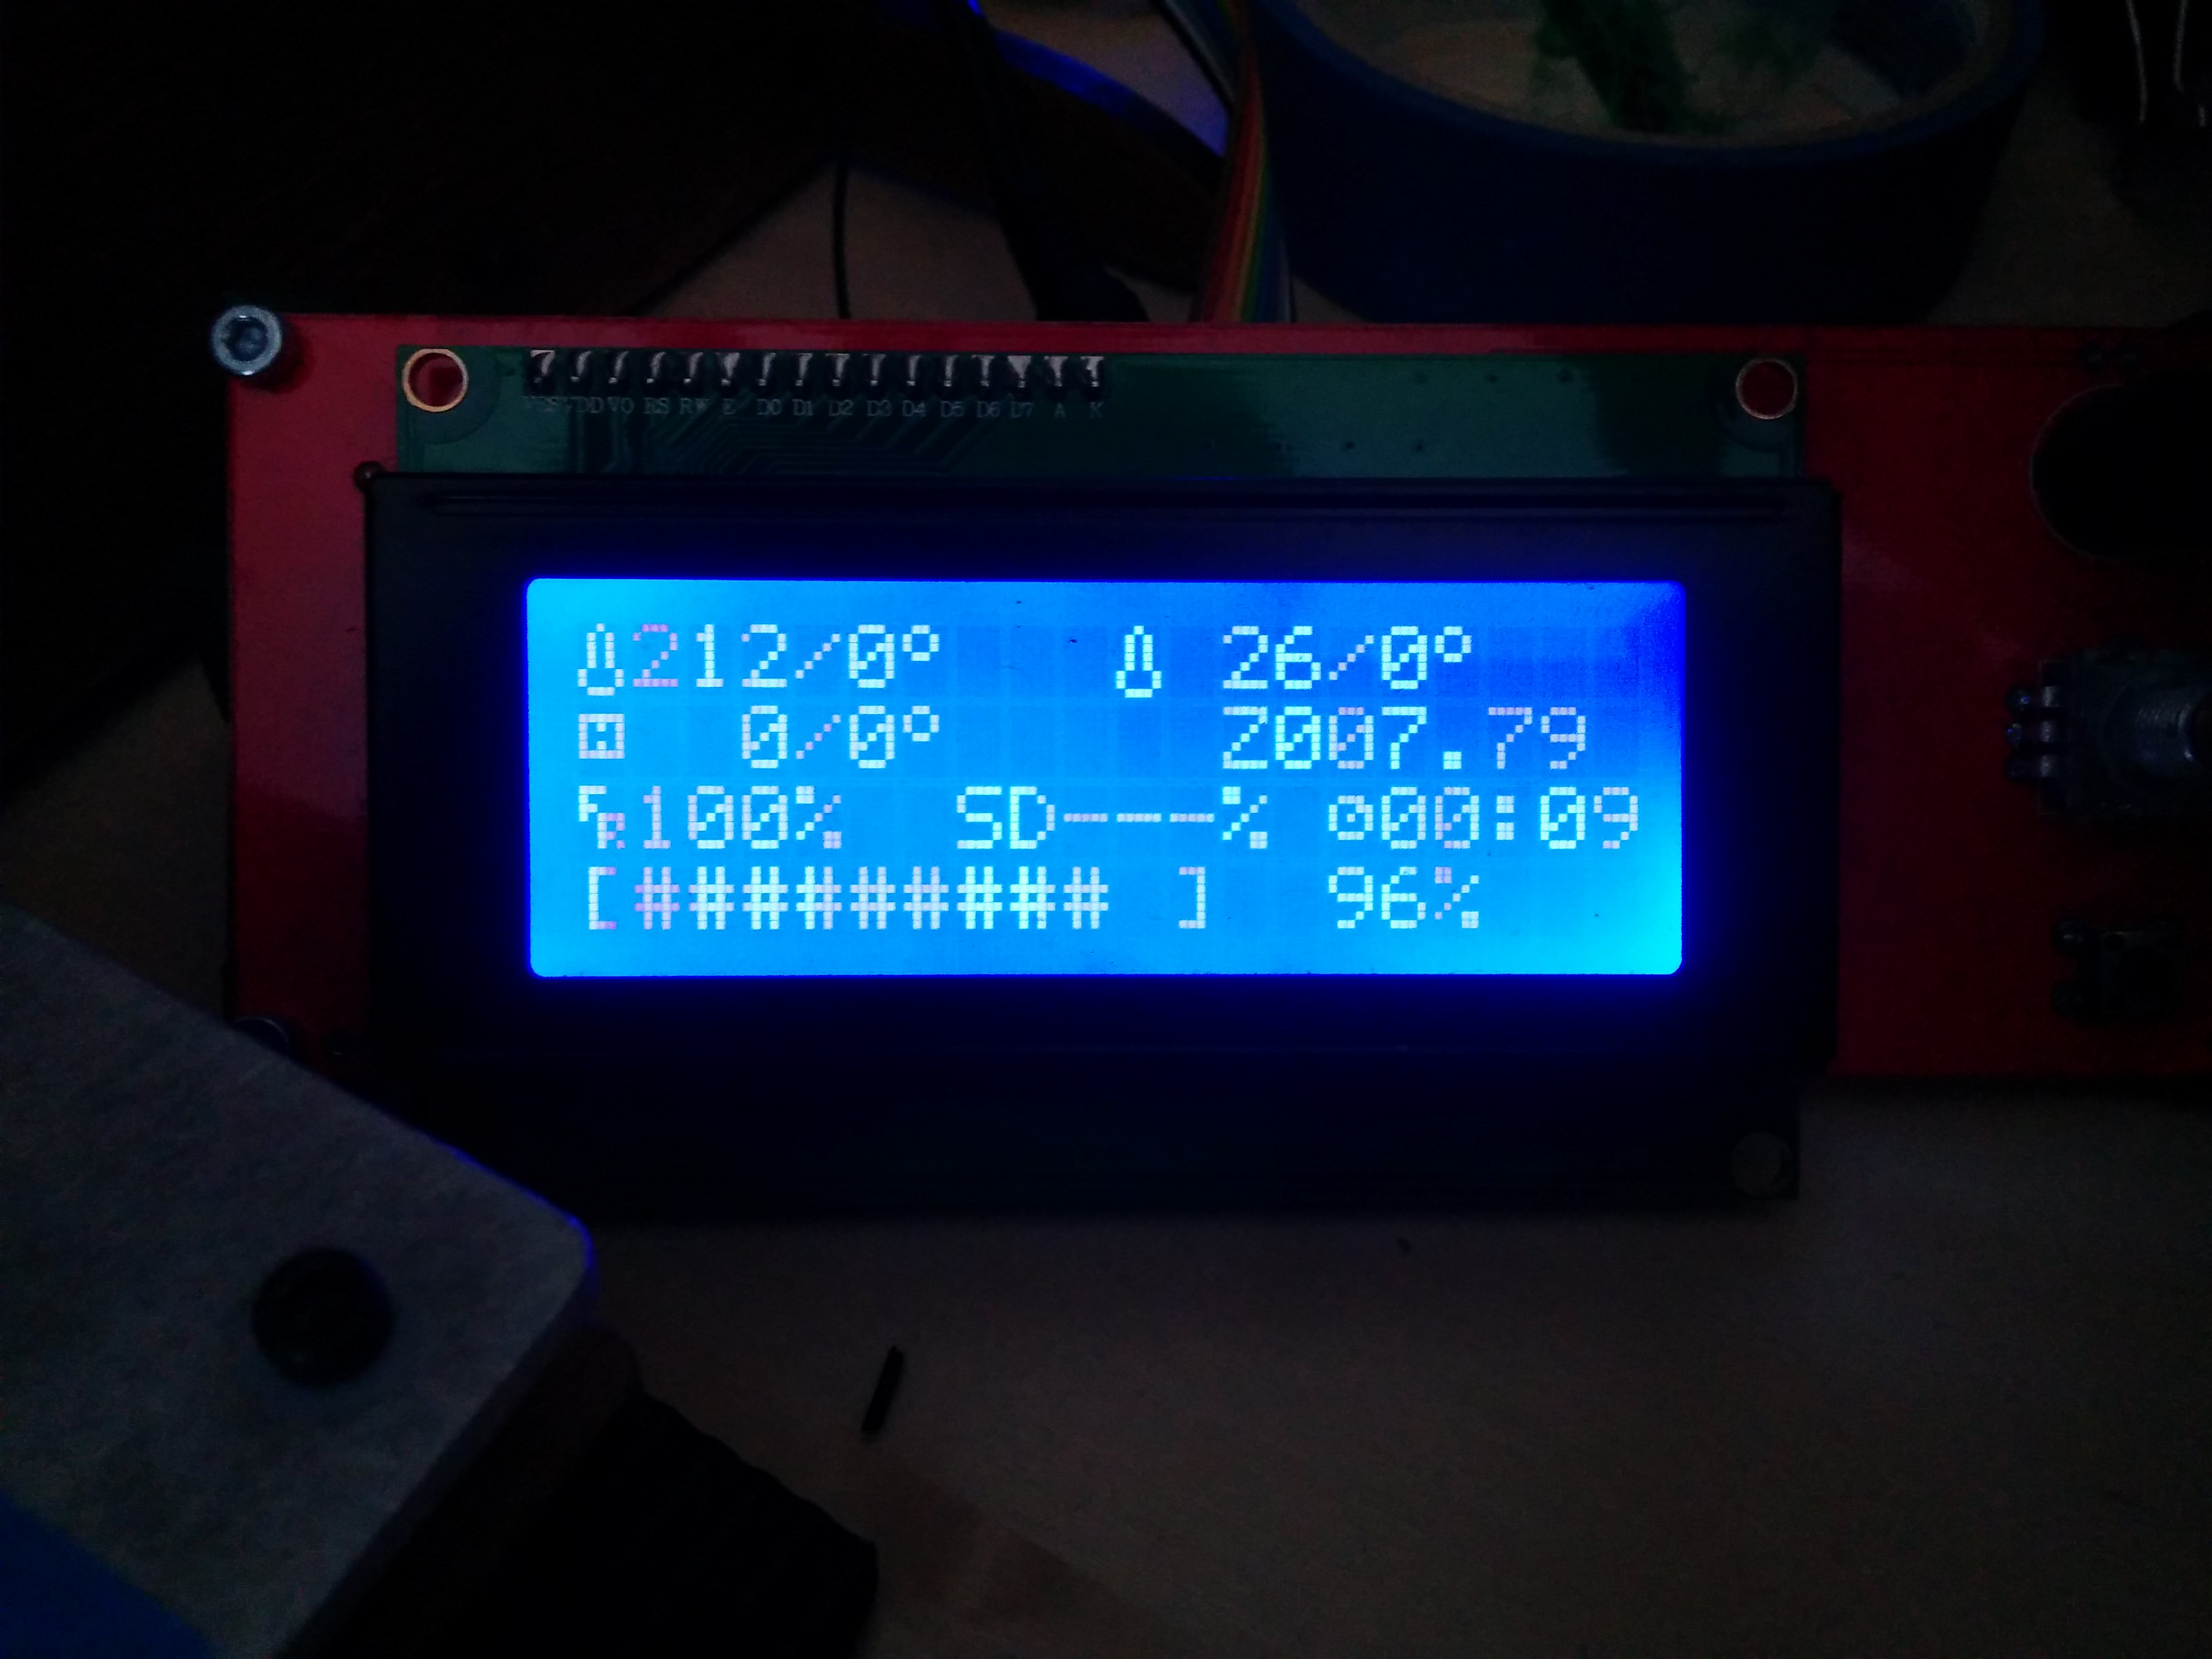 VSS VDD VO RS RW E D0 D1 D2 D3 D4 D5 D6 D7 A K
212/0° 26/0°
0/0° Z007.79
FR100% SD---% 00:09
[######### ] 96%